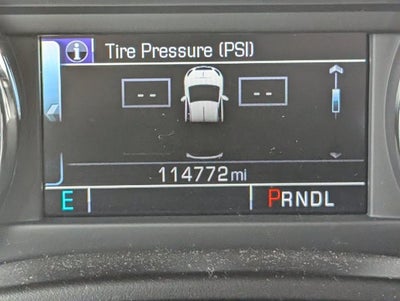 i Tire Pressure (PSI)
-- --
114772mi
E PRNDL